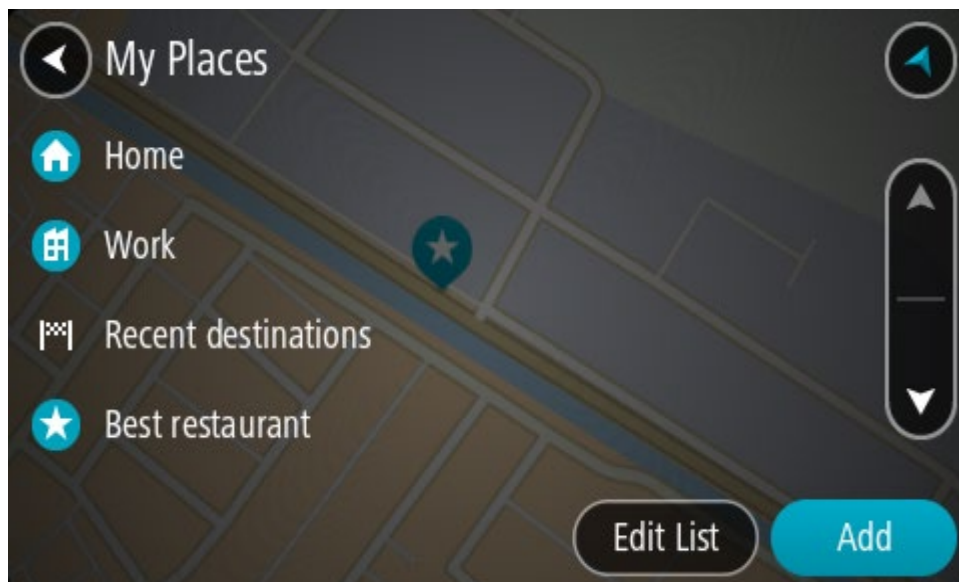 My Places
Home
Work
Recent destinations
Best restaurant
Edit List
Add